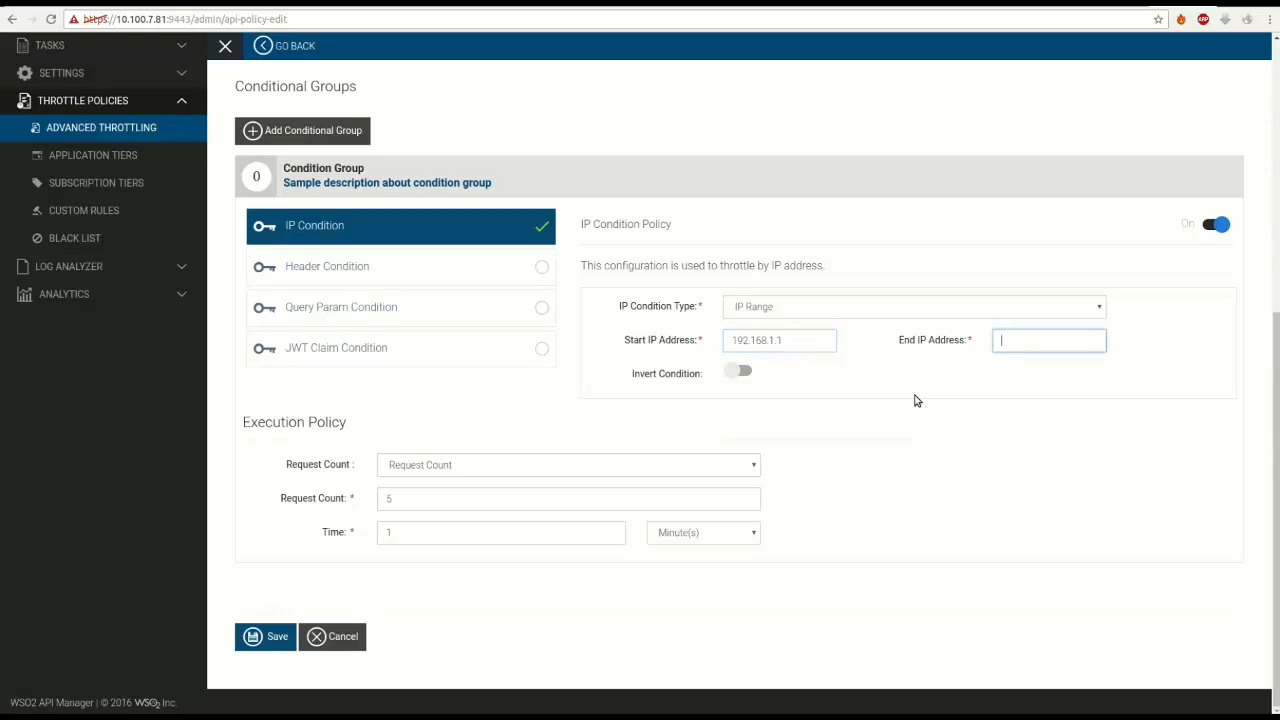 https://10.100.7.81:9443/admin/api-policy-edit
ABP
TASKS
SETTINGS
THROTTLE POLICIES
ADVANCED THROTTLING
APPLICATION TIERS
SUBSCRIPTION TIERS
CUSTOM RULES
BLACK LIST
LOG ANALYZER
ANALYTICS
GO BACK
Conditional Groups
Add Conditional Group
0
Condition Group
Sample description about condition group
IP Condition
Header Condition
Query Param Condition
JWT Claim Condition
IP Condition Policy
On
This configuration is used to throttle by IP address.
IP Condition Type:* IP Range
Start IP Address:* 192.168.1.1 End IP Address:*
Invert Condition:
Execution Policy
Request Count : Request Count
Request Count: * 5
Time: * 1 Minute(s)
Save Cancel
WSO2 API Manager | © 2016 WSO2 Inc.